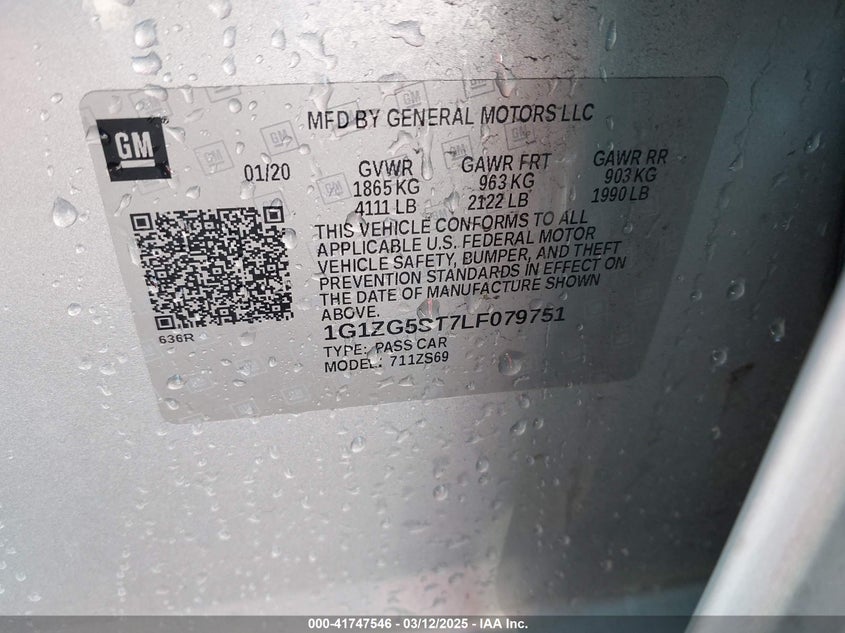 MFD BY GENERAL MOTORS LLC
GM
01/20
GVWR GAWR FRT GAWR RR
1865 KG 963 KG 903 KG
4111 LB 2122 LB 1990 LB
THIS VEHICLE CONFORMS TO ALL
APPLICABLE U.S. FEDERAL MOTOR
VEHICLE SAFETY, BUMPER, AND THEFT
PREVENTION STANDARDS IN EFFECT ON
THE DATE OF MANUFACTURE SHOWN
ABOVE.
1G1ZG5ST7LF079751
TYPE: PASS CAR
MODEL: 711ZS69
636R
000-41747546 - 03/12/2025 - IAA Inc.